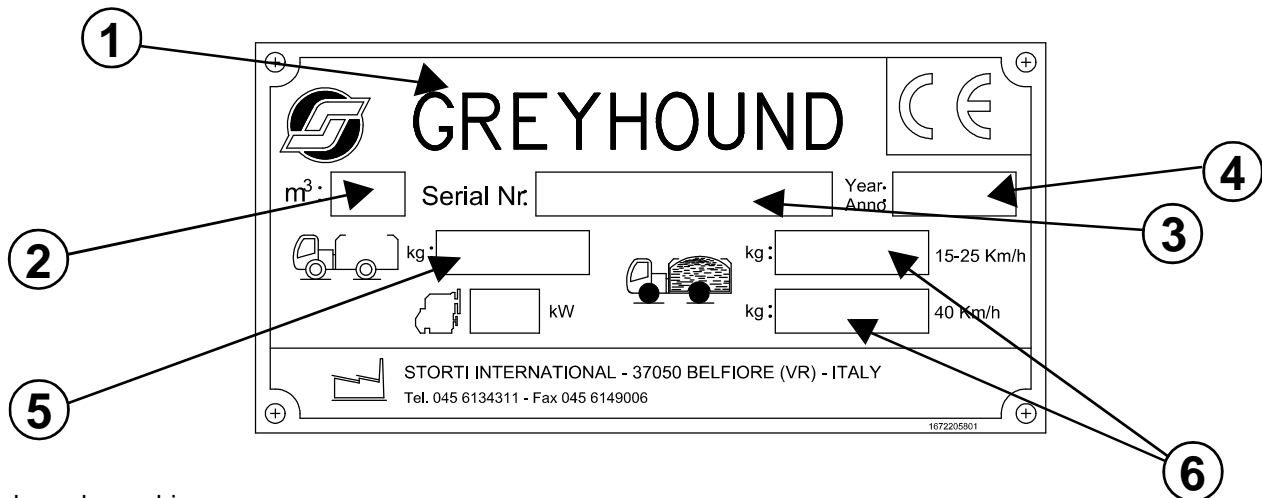 1
GREYHOUND
CE
m³: Serial Nr: Year: Anno:
4
3
2
kg: kg: 15-25 Km/h
kW kg: 40 Km/h
STORTI INTERNATIONAL - 37050 BELFIORE (VR) - ITALY
5
Tel. 045 6134311 - Fax 045 6149006
1672205801
6